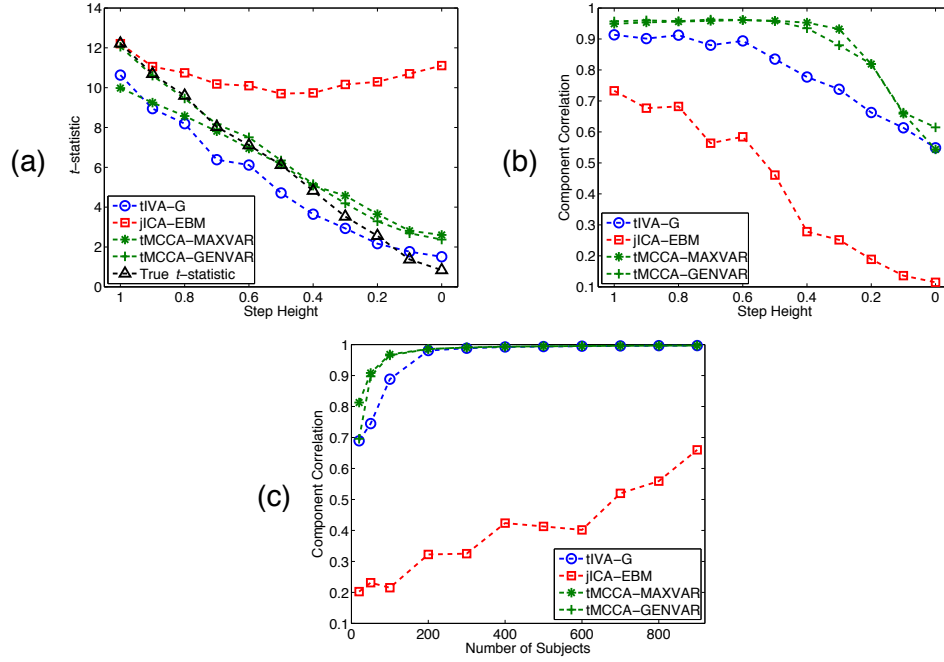 (a)
t-statistic
14
12
10
8
6
4
2
0
tIVA-G
jICA-EBM
tMCCA-MAXVAR
tMCCA-GENVAR
True t-statistic
1 0.8 0.6 0.4 0.2 0
Step Height
(b)
Component Correlation
1
0.9
0.8
0.7
0.6
0.5
0.4
0.3
0.2
0.1
tIVA-G
jICA-EBM
tMCCA-MAXVAR
tMCCA-GENVAR
1 0.8 0.6 0.4 0.2 0
Step Height
(c)
Component Correlation
1
0.9
0.8
0.7
0.6
0.5
0.4
0.3
0.2
0.1
tIVA-G
jICA-EBM
tMCCA-MAXVAR
tMCCA-GENVAR
0 200 400 600 800
Number of Subjects